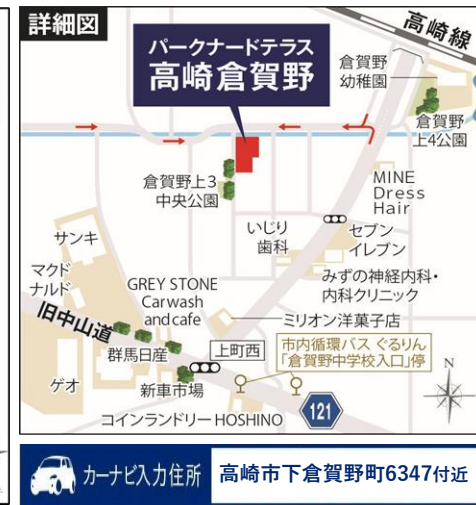 詳細図
高崎線
パークナードテラス
高崎倉賀野
倉賀野
幼稚園
倉賀野
上4公園
倉賀野上3
中央公園
MINE
Dress
Hair
いじり
歯科
セブン
イレブン
サンキ
みずの神経内科・
内科クリニック
マクド
ナルド
GREY STONE
Carwash
and cafe
ミリオン洋菓子店
旧中山道
群馬日産
上町西
市内循環バス ぐるりん
「倉賀野中学校入口」停
ゲオ
新車市場
121
コインランドリー HOSHINO
N
カーナビ入力住所
高崎市下倉賀野町6347付近